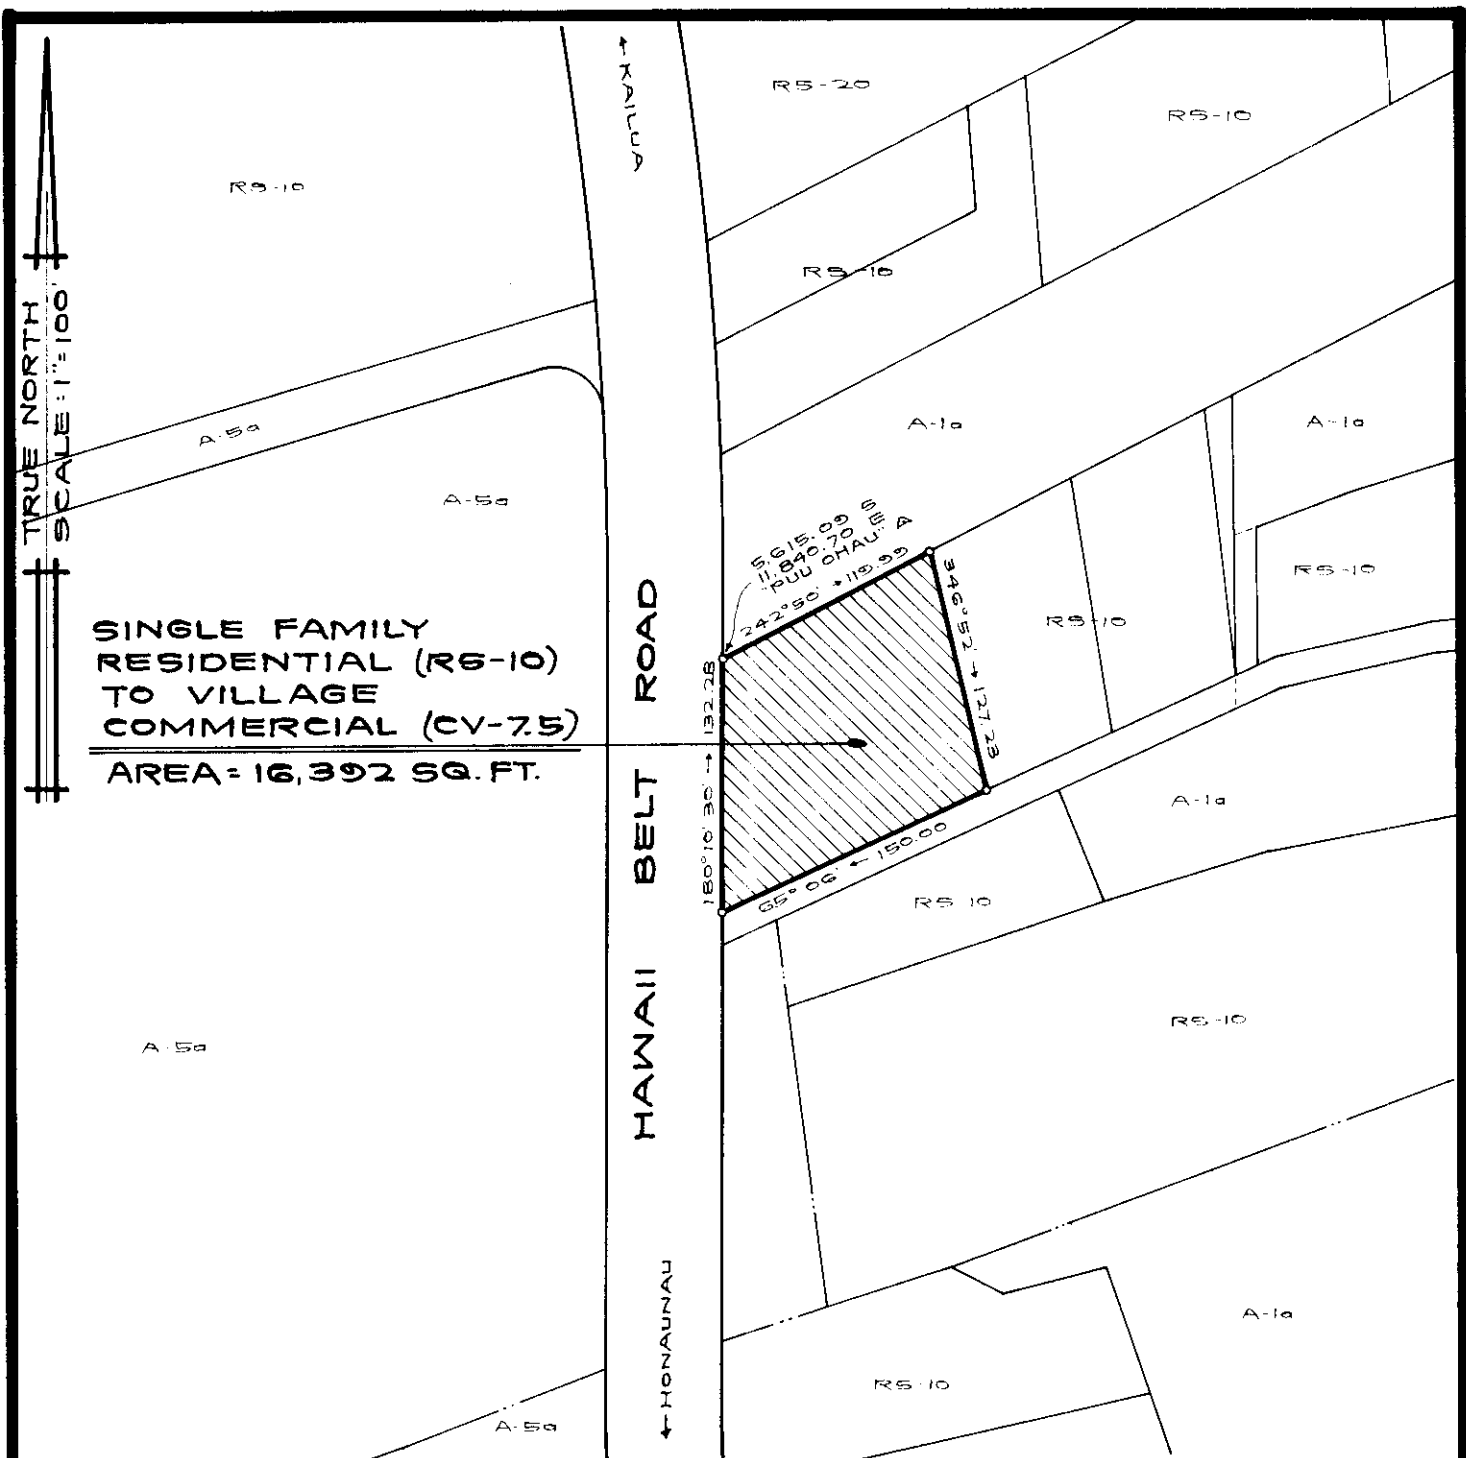 ← KAILUA
RS-20
RS-10
RS-10
RS-10
TRUE NORTH
SCALE: 1"=100'
A-5a
A-5a
A-1a
A-1a
5,615.09 S
11,840.70 E
"PUU OHAU" Δ
242°50' → 119.99
346°52' → 127.23
RS-10
RS-10
SINGLE FAMILY
RESIDENTIAL (RS-10)
TO VILLAGE
COMMERCIAL (CV-7.5)
AREA = 16,392 SQ. FT.
180°10'30" → 132.28
65°06' ← 150.00
HAWAII BELT ROAD
A-1a
RS-10
RS-10
A-5a
A-1a
RS-10
← HONAUNAU
A-5a